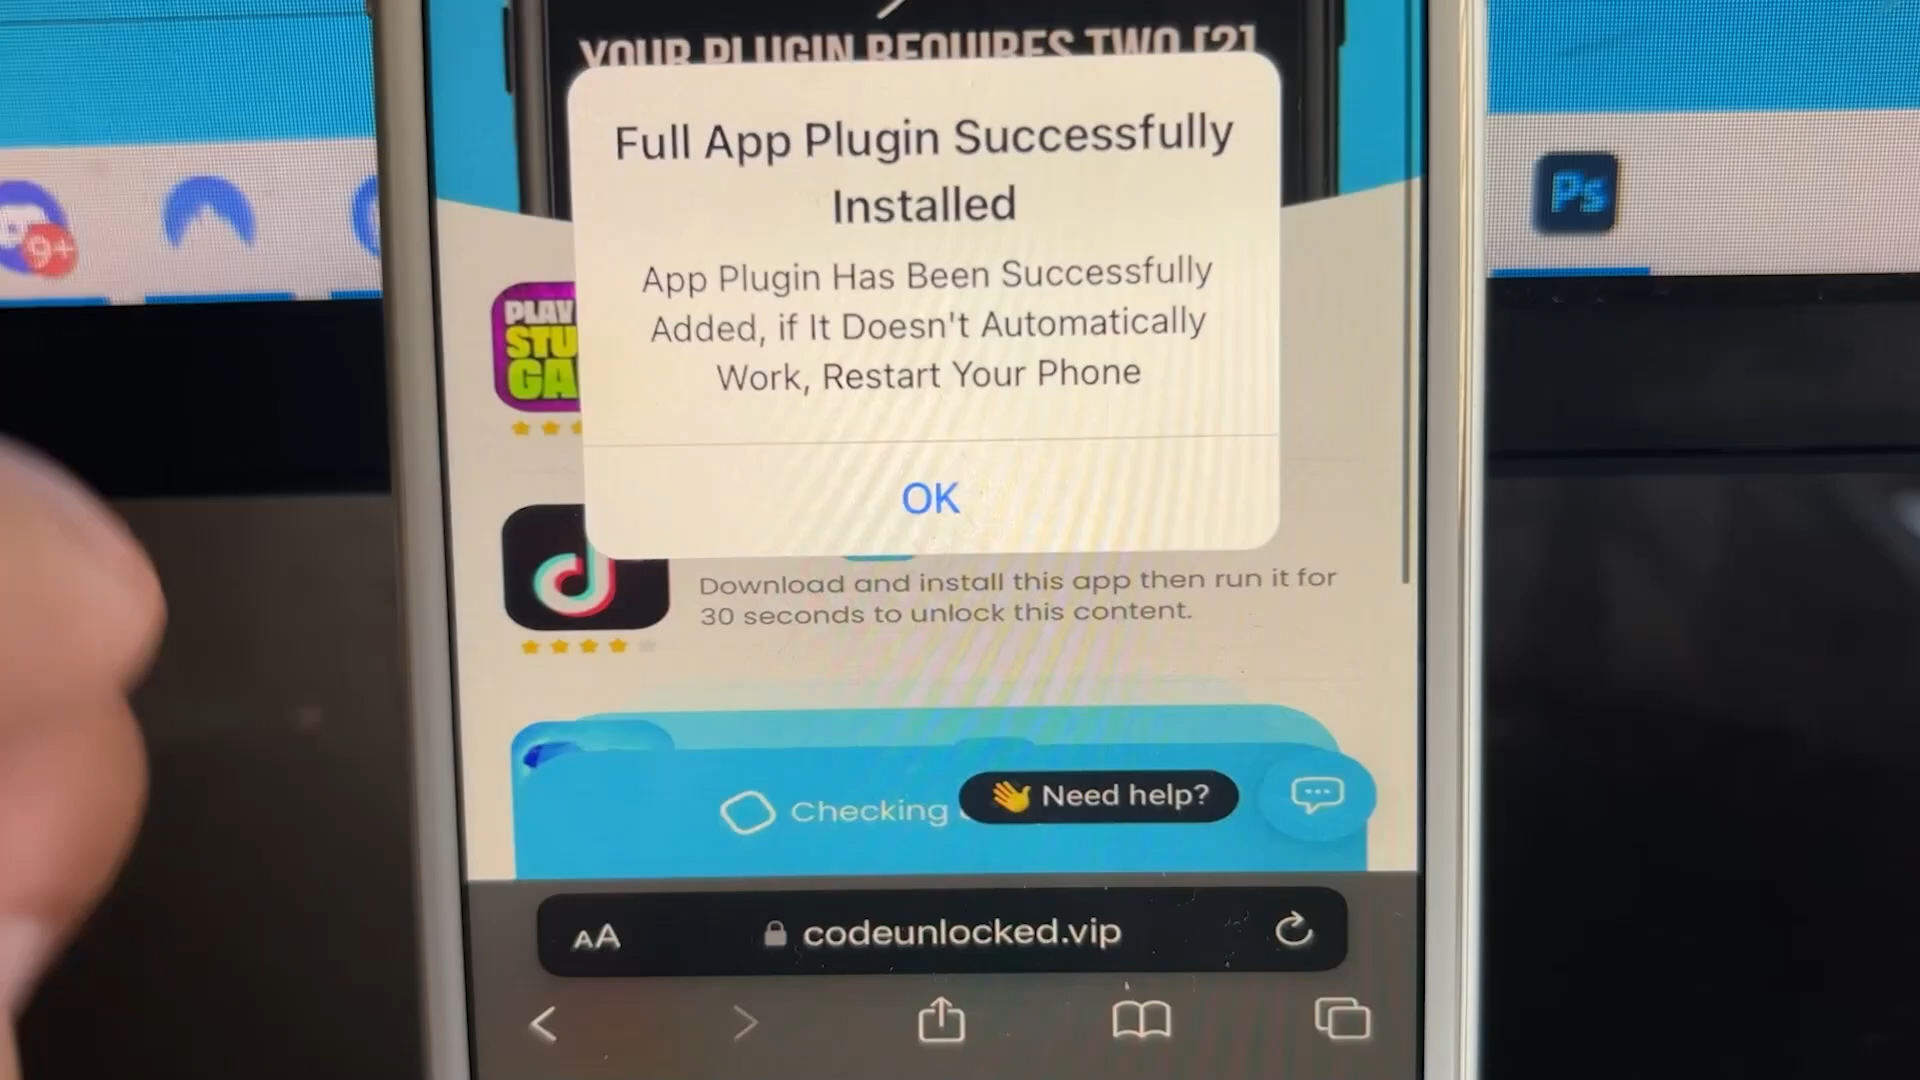 YOUR PLUGIN REQUIRES TWO [2]
Full App Plugin Successfully
Installed
App Plugin Has Been Successfully
Added, if It Doesn't Automatically
Work, Restart Your Phone
OK
PLAY
STU
GA
Download and install this app then run it for
30 seconds to unlock this content.
Checking
👋 Need help?
AA
codeunlocked.vip
9+
Ps